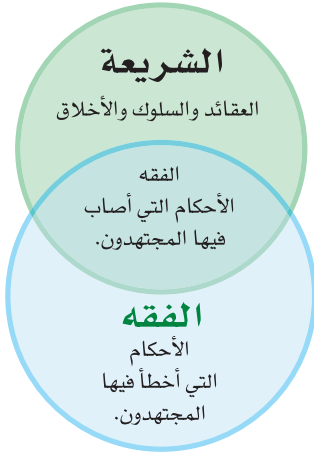 الشريعة
العقائد والسلوك والأخلاق
الفقه
الأحكام التي أصاب
فيها المجتهدون.
الفقه
الأحكام
التي أخطأ فيها
المجتهدون.